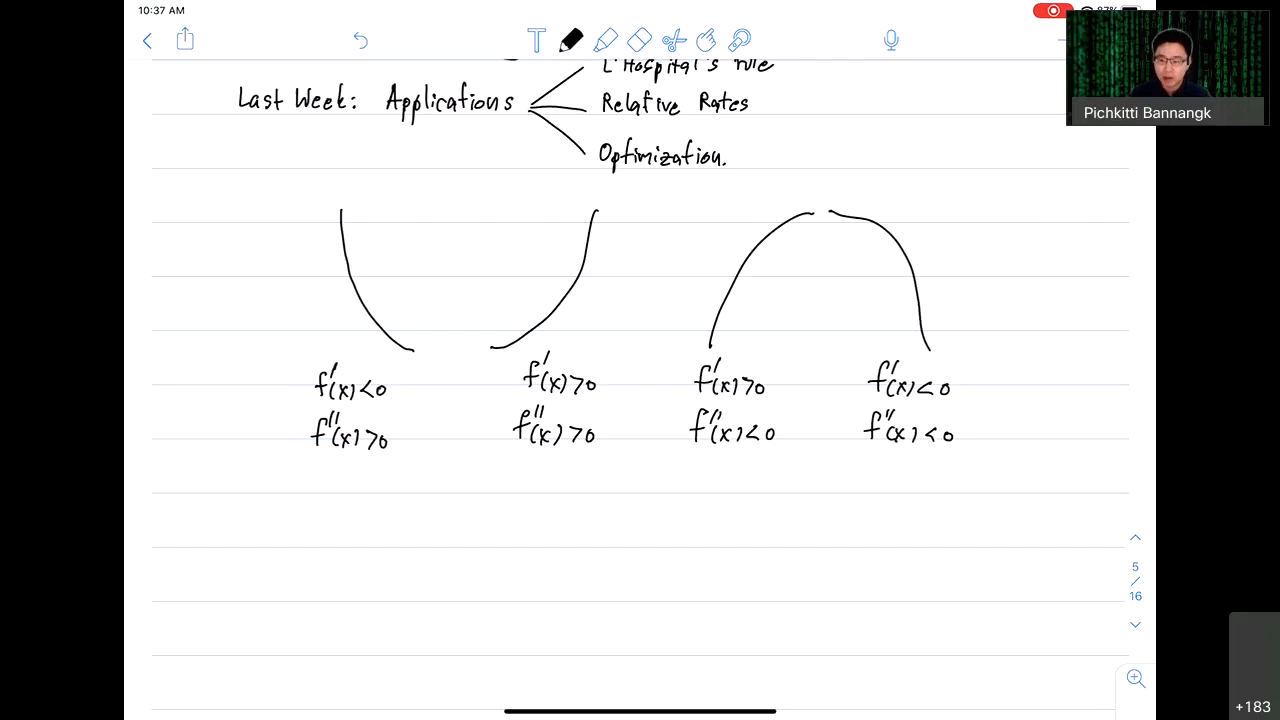 10:37 AM
87%
L'Hospital's rule
Last Week: Applications
Relative Rates
Optimization.
Pichkitti Bannangk
f'(x)<0 f'(x)>0 f'(x)>0 f'(x)<0
f''(x)>0 f''(x)>0 f''(x)<0 f''(x)<0
5
/
16
+183